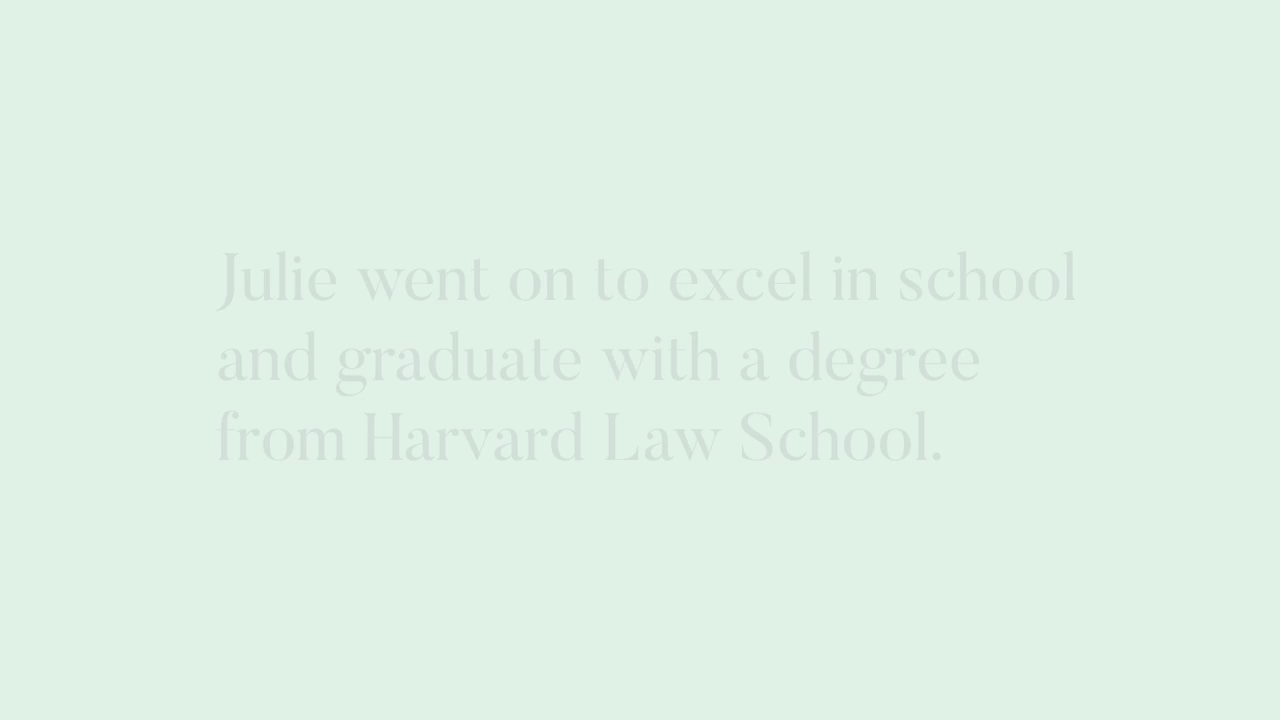 Julie went on to excel in school
and graduate with a degree
from Harvard Law School.